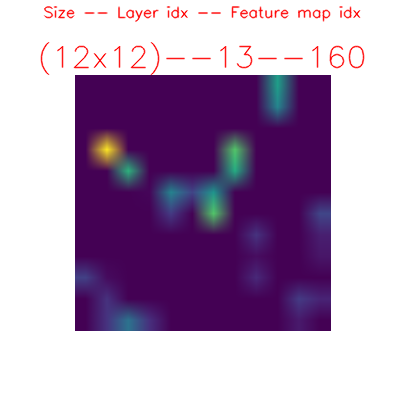 Size -- Layer idx -- Feature map idx
(12x12)--13--160